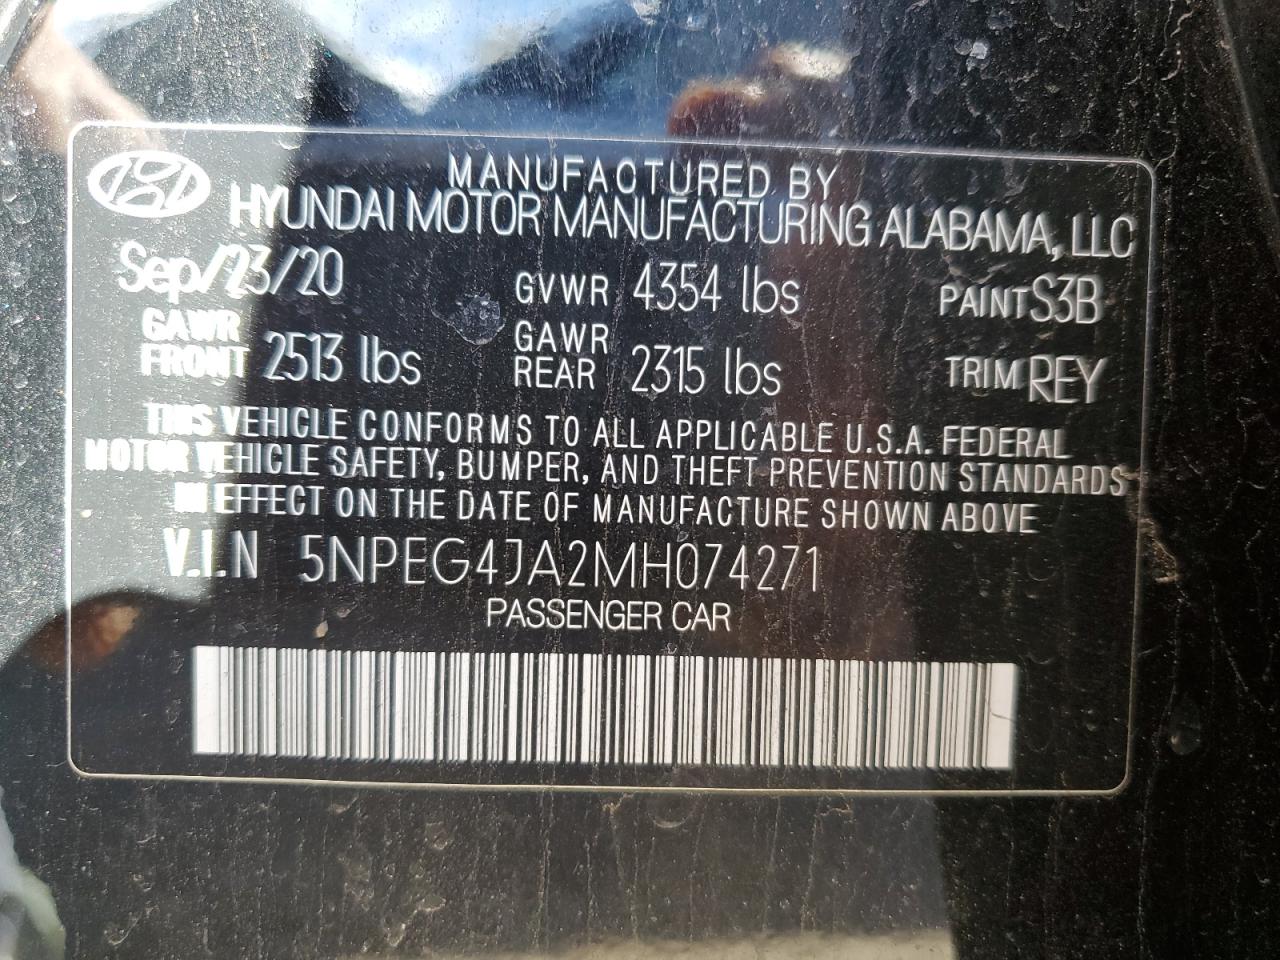 MANUFACTURED BY
HYUNDAI MOTOR MANUFACTURING ALABAMA, LLC
Sep/23/20 GVWR 4354 lbs PAINT S3B
GAWR FRONT 2513 lbs GAWR REAR 2315 lbs TRIM REY
THIS VEHICLE CONFORMS TO ALL APPLICABLE U.S.A. FEDERAL
MOTOR VEHICLE SAFETY, BUMPER, AND THEFT PREVENTION STANDARDS
IN EFFECT ON THE DATE OF MANUFACTURE SHOWN ABOVE
V.I.N 5NPEG4JA2MH074271
PASSENGER CAR